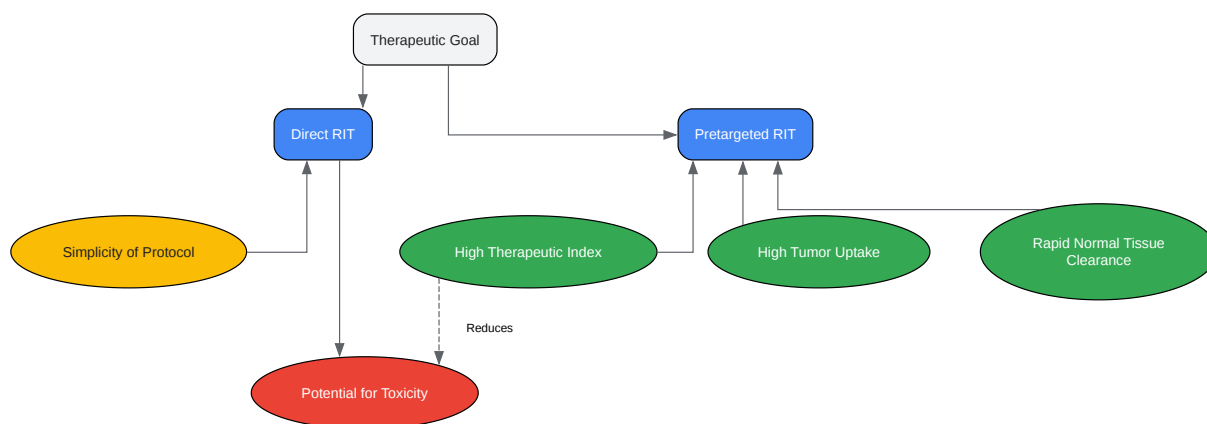 Therapeutic Goal
Direct RIT
Pretargeted RIT
Simplicity of Protocol
High Therapeutic Index
High Tumor Uptake
Rapid Normal Tissue
Clearance
Reduces
Potential for Toxicity